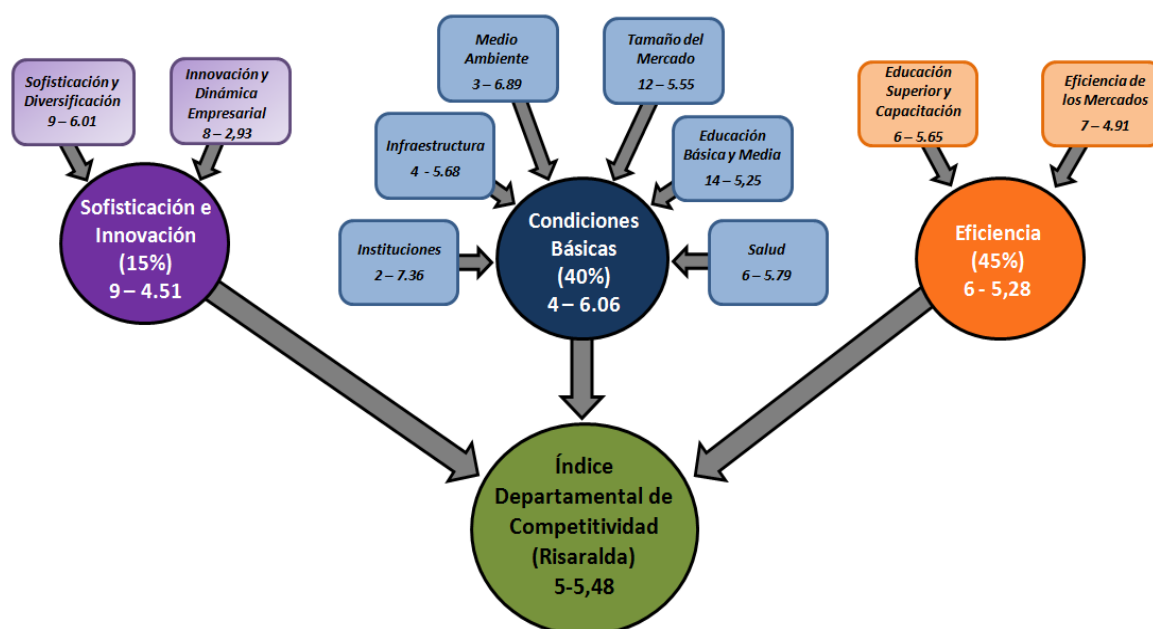 Sofisticación y
Diversificación
9 – 6.01
Innovación y
Dinámica
Empresarial
8 – 2,93
Medio
Ambiente
3 – 6.89
Tamaño del
Mercado
12 – 5.55
Infraestructura
4 - 5.68
Educación
Básica y Media
14 – 5,25
Instituciones
2 – 7.36
Salud
6 – 5.79
Educación
Superior y
Capacitación
6 – 5.65
Eficiencia de
los Mercados
7 – 4.91
Sofisticación e
Innovación
(15%)
9 – 4.51
Condiciones
Básicas
(40%)
4 – 6.06
Eficiencia
(45%)
6 - 5,28
Índice
Departamental de
Competitividad
(Risaralda)
5-5,48